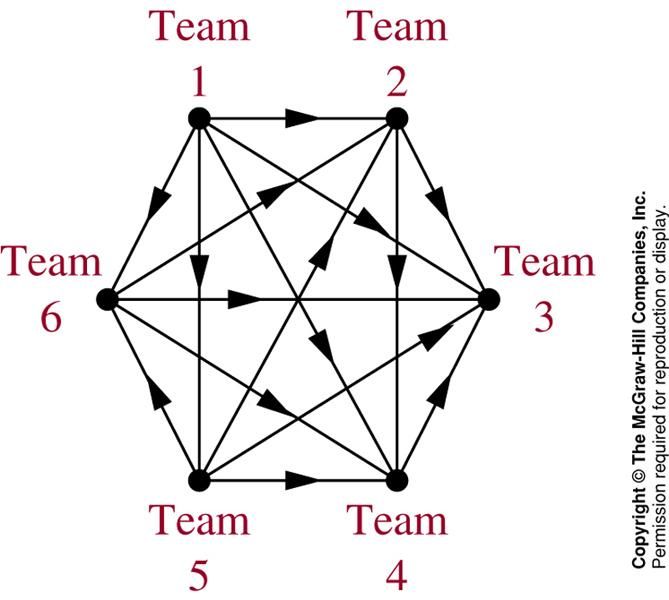 Team
1
Team
2
Team
6
Team
3
Team
5
Team
4
Copyright © The McGraw-Hill Companies, Inc.
Permission required for reproduction or display.